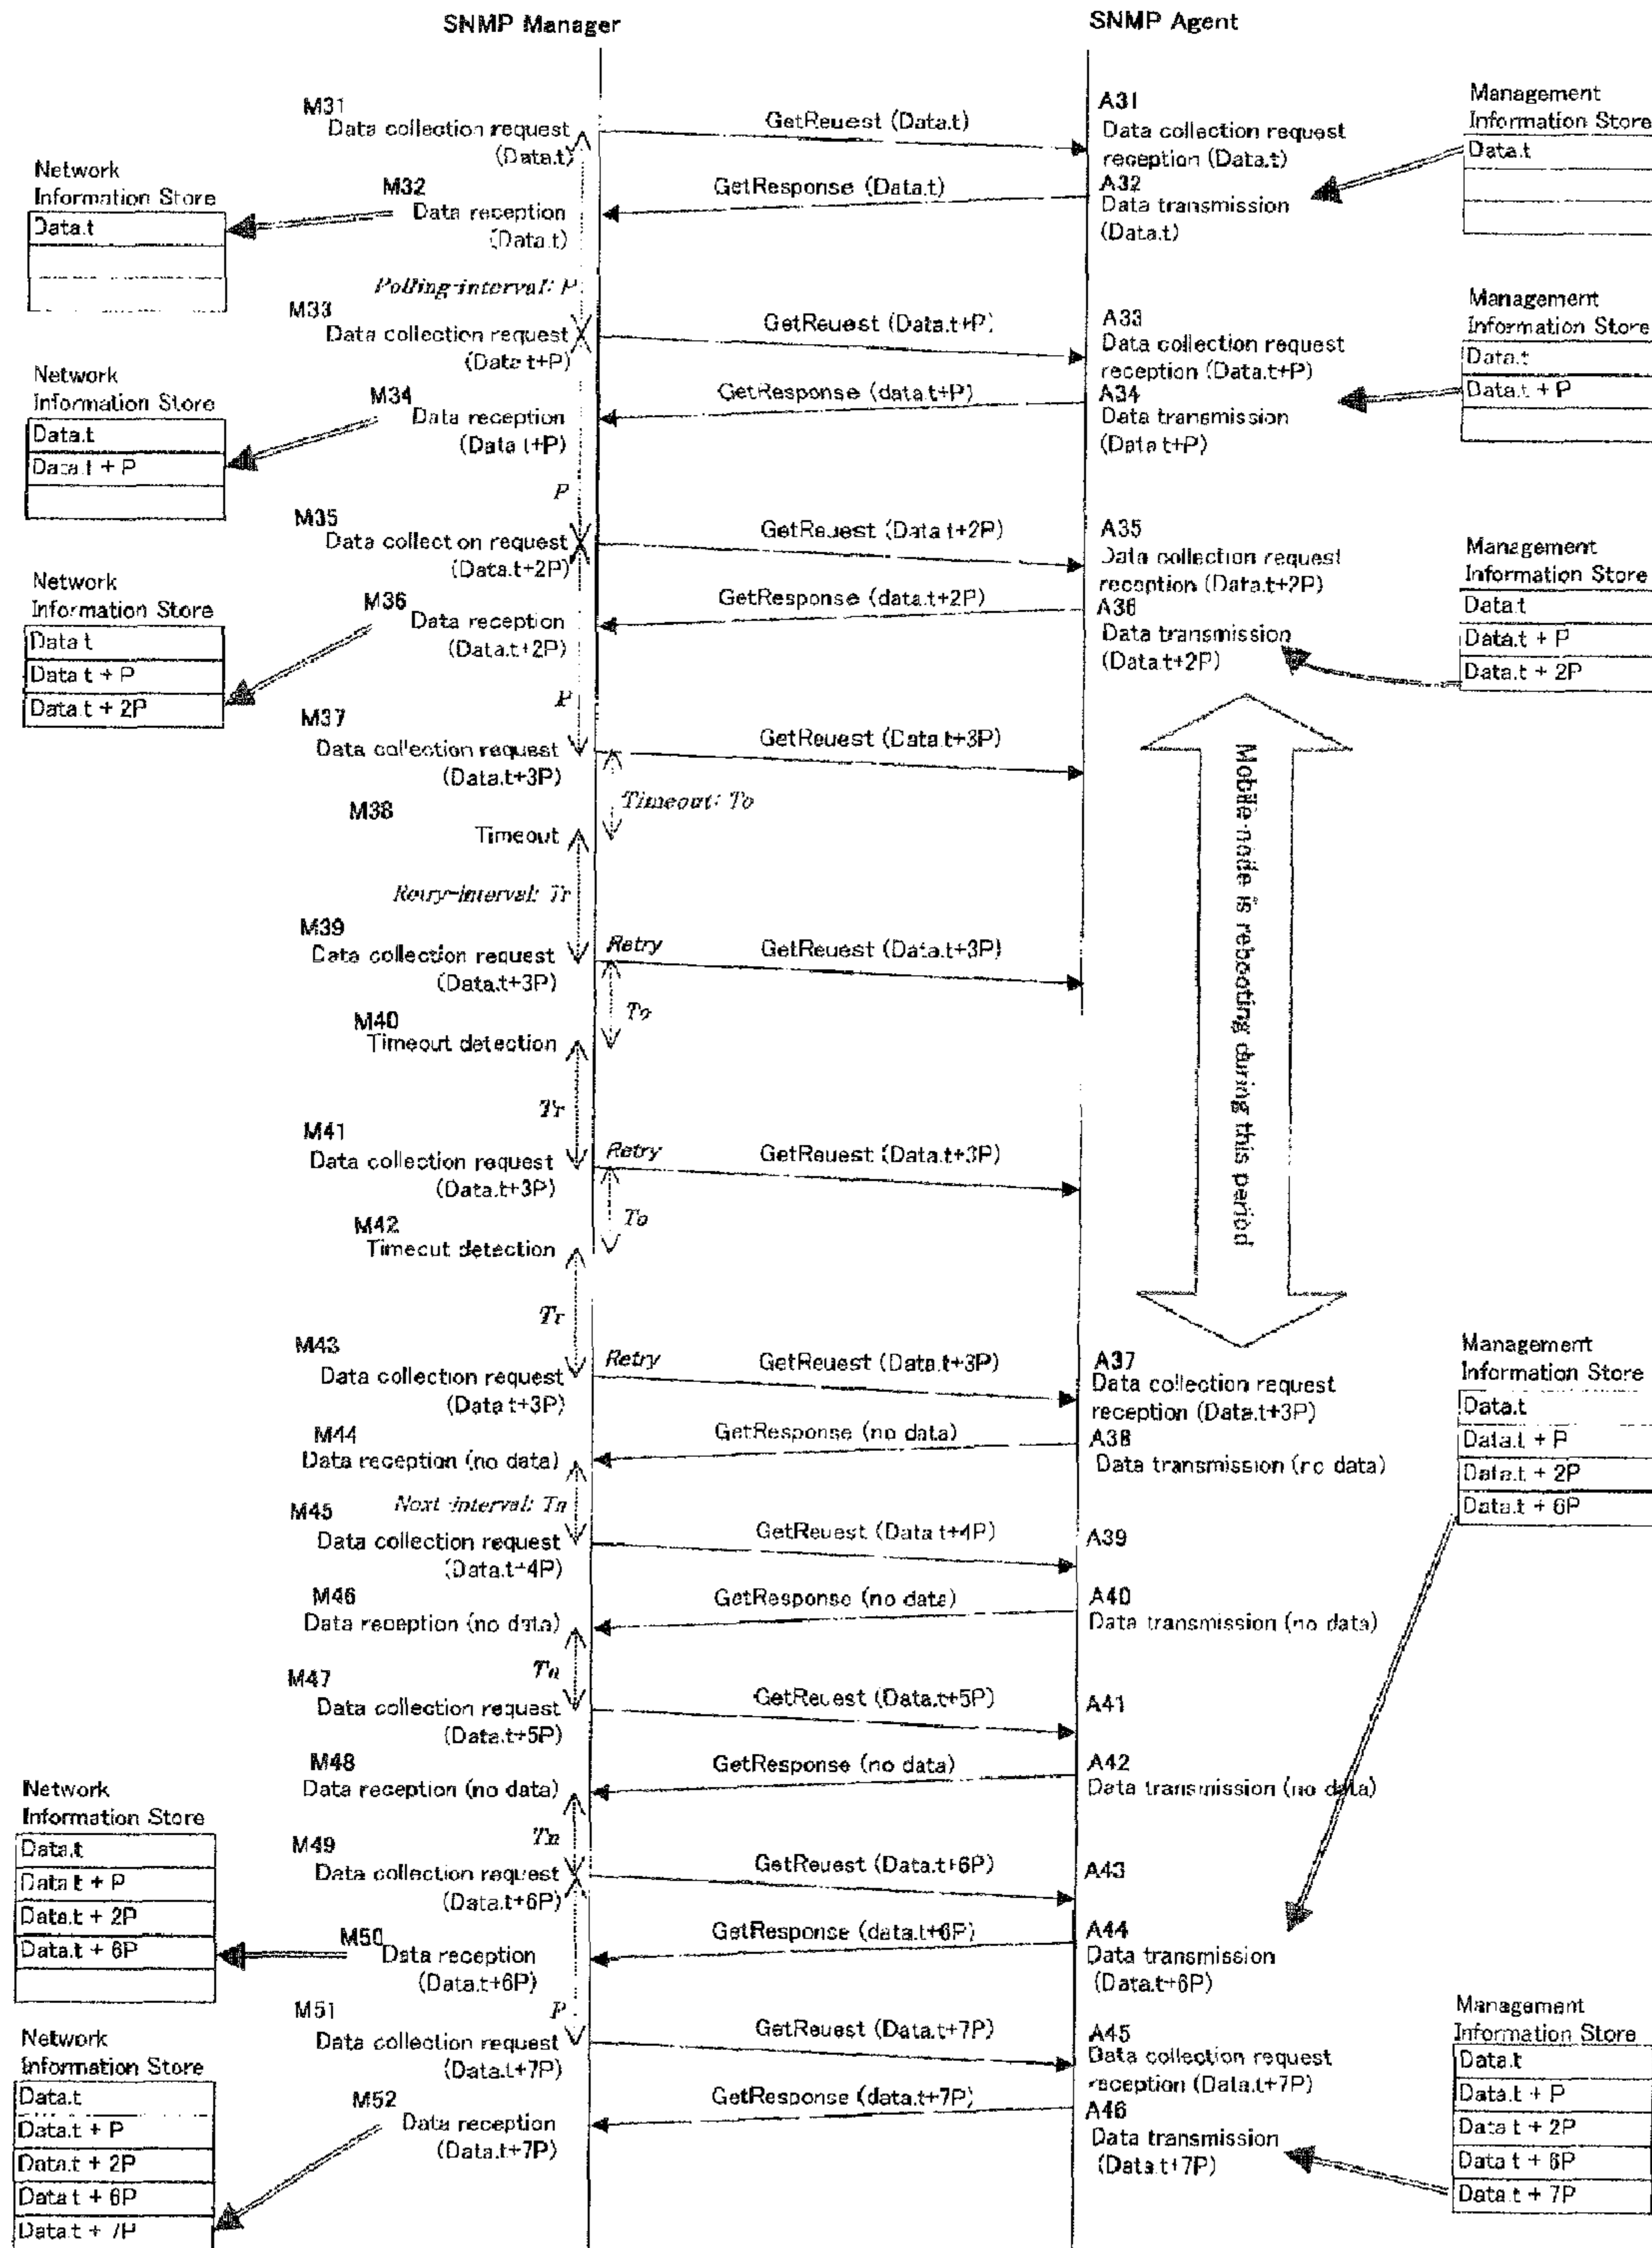 SNMP Manager
SNMP Agent
M31
Data collection request
(Data.t)
GetReuest (Data.t)
A31
Data collection request
reception (Data.t)
Management
Information Store
Data.t
Network
Information Store
Data.t
M32
Data reception
(Data.t)
GetResponse (Data.t)
A32
Data transmission
(Data.t)
Polling-interval: P
M33
Data collection request
(Data t+P)
GetReuest (Data.t+P)
A33
Data collection request
reception (Data.t+P)
Management
Information Store
Data.t
Data.t + P
Network
Information Store
Data.t
Data.t + P
M34
Data reception
(Data t+P)
GetResponse (data.t+P)
A34
Data transmission
(Data t+P)
P
M35
Data collection request
(Data.t+2P)
GetReuest (Data t+2P)
A35
Data collection request
reception (Data.t+2P)
Management
Information Store
Data.t
Data.t + P
Data.t + 2P
Network
Information Store
Data t
Data t + P
Data.t + 2P
M36
Data reception
(Data.t+2P)
GetResponse (data.t+2P)
A36
Data transmission
(Data.t+2P)
P
M37
Data collection request
(Data.t+3P)
GetReuest (Data.t+3P)
Timeout: To
M38
Timeout
Retry-interval: Tr
Mobile-node is rebooting during this period
M39
Data collection request
(Data.t+3P)
Retry
GetReuest (Data.t+3P)
To
M40
Timeout detection
Tr
M41
Data collection request
(Data.t+3P)
Retry
GetReuest (Data.t+3P)
To
M42
Timeout detection
Tr
M43
Data collection request
(Data t+3P)
Retry
GetReuest (Data.t+3P)
A37
Data collection request
reception (Data.t+3P)
Management
Information Store
Data.t
Data.t + P
Data.t + 2P
Data.t + 6P
M44
Data reception (no data)
GetResponse (no data)
A38
Data transmission (no data)
Next-interval: Tn
M45
Data collection request
(Data.t+4P)
GetReuest (Data t+4P)
A39
M46
Data reception (no data)
GetResponse (no data)
A40
Data transmission (no data)
Tn
M47
Data collection request
(Data.t+5P)
GetReuest (Data.t+5P)
A41
M48
Data reception (no data)
GetResponse (no data)
A42
Data transmission (no data)
Tn
Network
Information Store
Data.t
Data t + P
Data.t + 2P
Data.t + 6P
M49
Data collection request
(Data.t+6P)
GetReuest (Data.t+6P)
A43
M50
Data reception
(Data.t+6P)
GetResponse (data.t+6P)
A44
Data transmission
(Data.t+6P)
P
M51
Data collection request
(Data.t+7P)
GetReuest (Data.t+7P)
A45
Data collection request
reception (Data.t+7P)
Management
Information Store
Data.t
Data.t + P
Data t + 2P
Data t + 6P
Data t + 7P
Network
Information Store
Data.t
Data.t + P
Data.t + 2P
Data t + 6P
Data t + 7P
M52
Data reception
(Data.t+7P)
GetResponse (data.t+7P)
A46
Data transmission
(Data.t+7P)